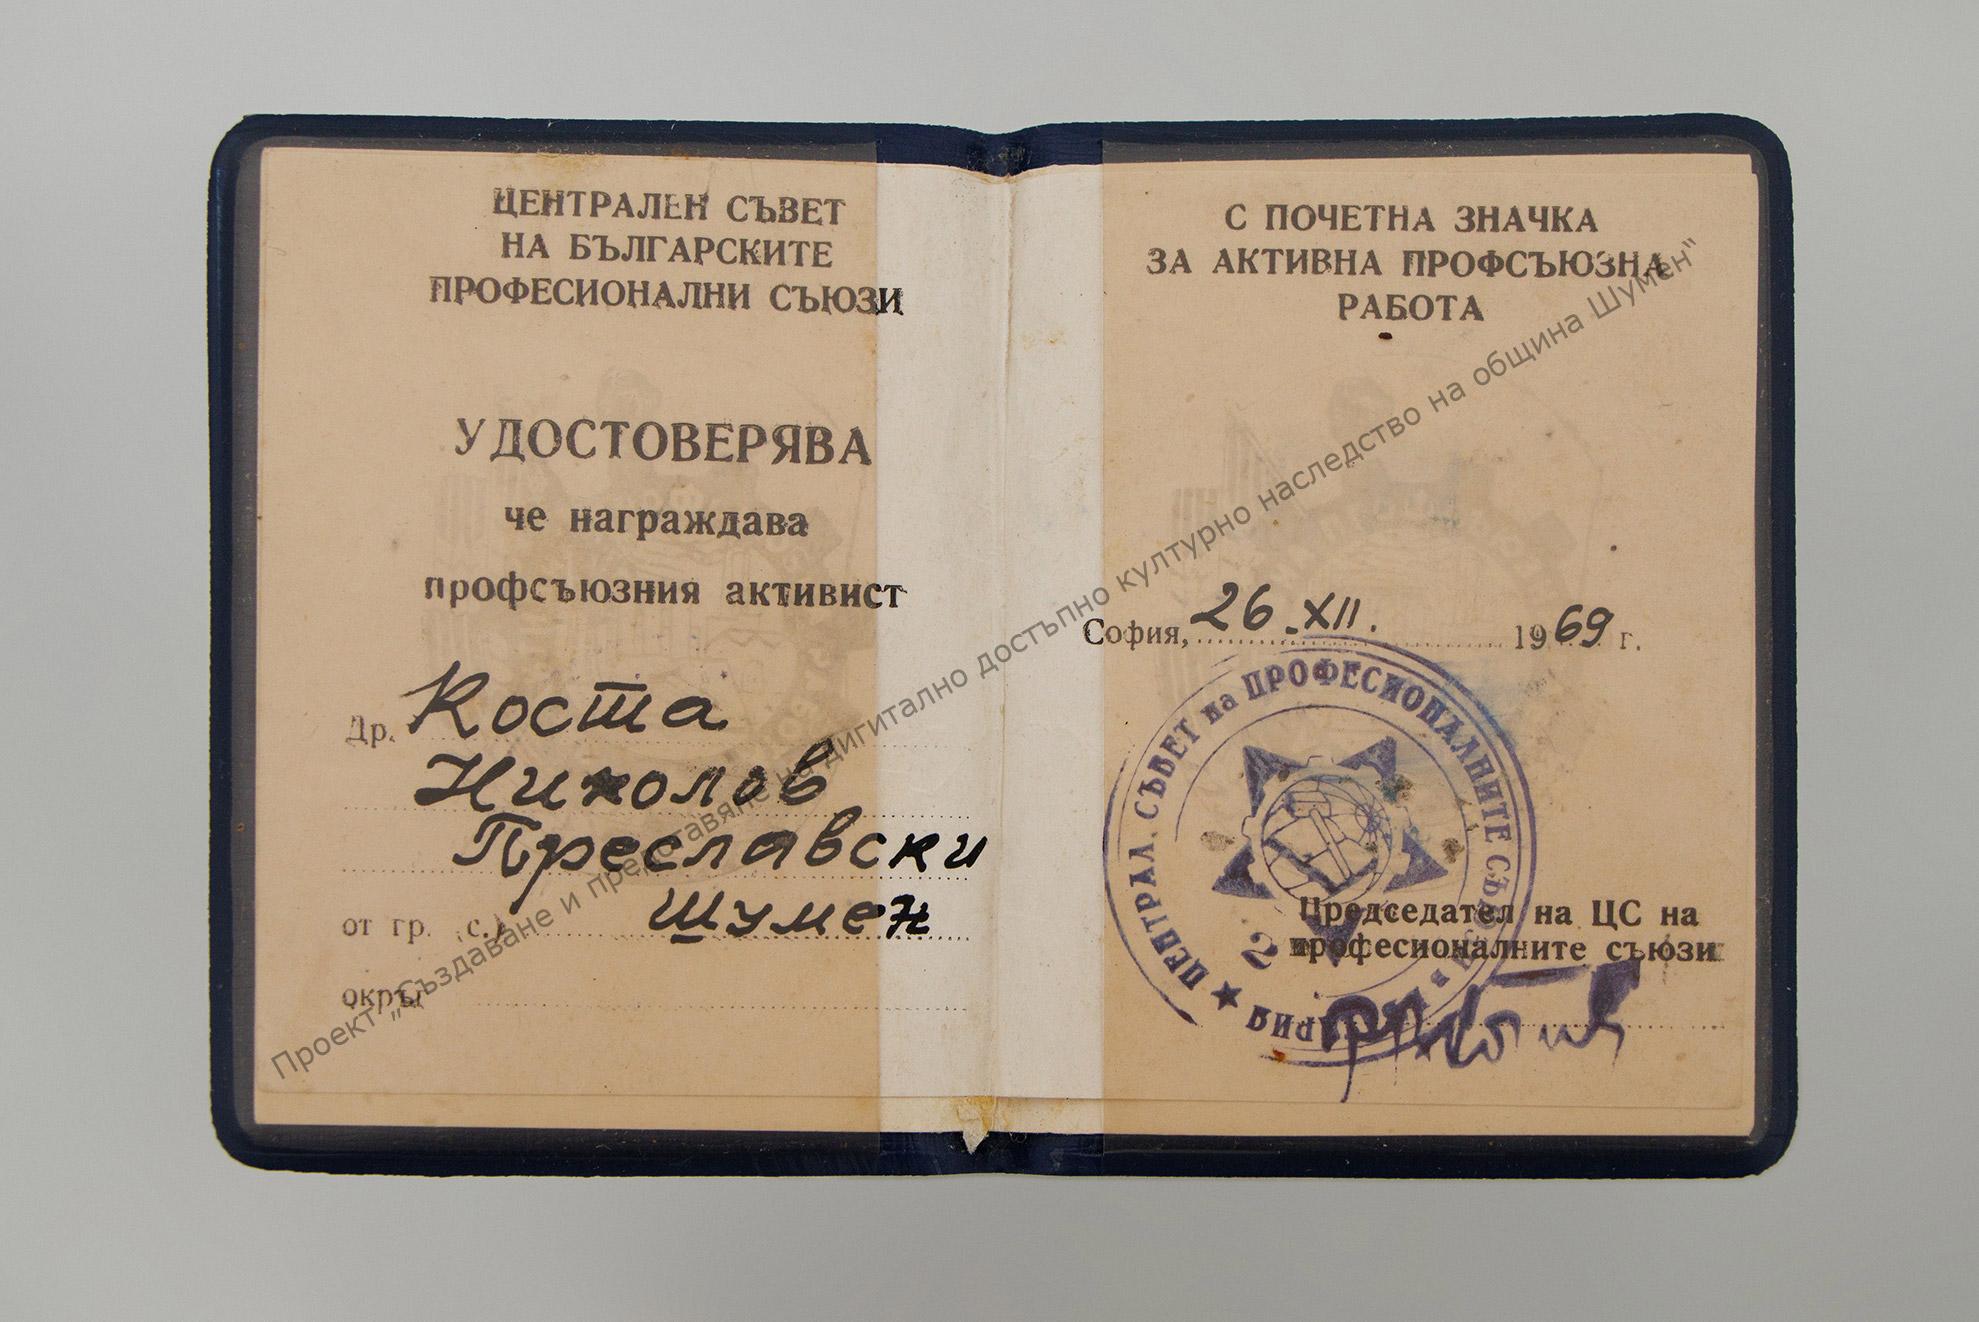 ЦЕНТРАЛЕН СЪВЕТ
НА БЪЛГАРСКИТЕ
ПРОФЕСИОНАЛНИ СЪЮЗИ
УДОСТОВЕРЯВА
че награждава
профсъюзния активист
Др. Коста
Николов
Преславски
от гр. с.) Шумен
окръг
С ПОЧЕТНА ЗНАЧКА
ЗА АКТИВНА ПРОФСЪЮЗНА
РАБОТА
София, 26.XII. 1969 г.
ЦЕНТРАЛ. СЪВЕТ на ПРОФЕСИОНАЛНИТЕ СЪЮЗИ
2
Председател на ЦС на
професионалните съюзи
Проект „Създаване и представяне на дигитално достъпно културно наследство на община Шумен"